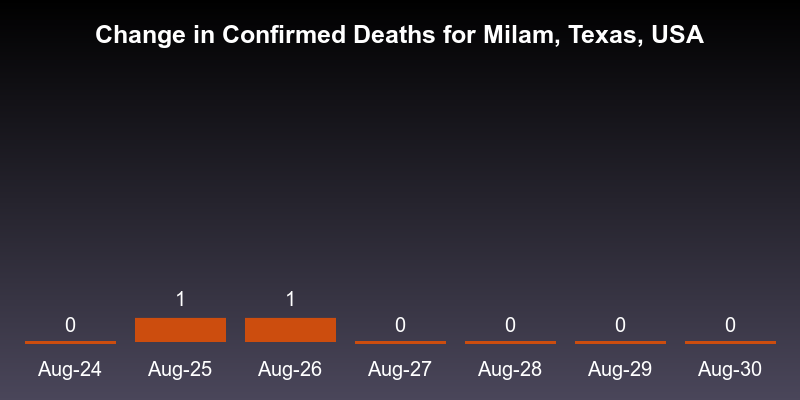 Change in Confirmed Deaths for Milam, Texas, USA
0 1 1 0 0 0 0
Aug-24 Aug-25 Aug-26 Aug-27 Aug-28 Aug-29 Aug-30